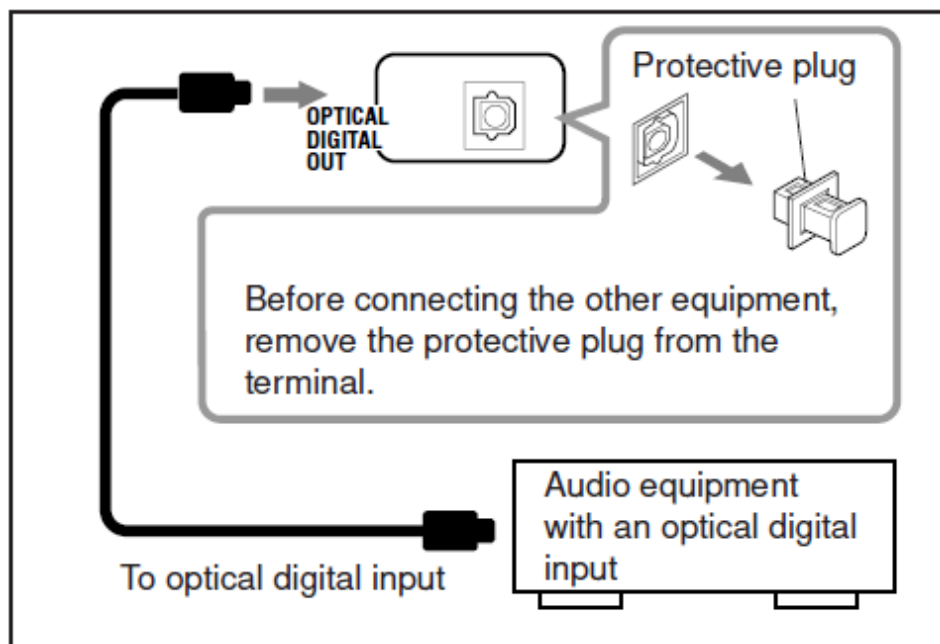 Protective plug
OPTICAL
DIGITAL
OUT
Before connecting the other equipment,
remove the protective plug from the
terminal.
Audio equipment
with an optical digital
input
To optical digital input